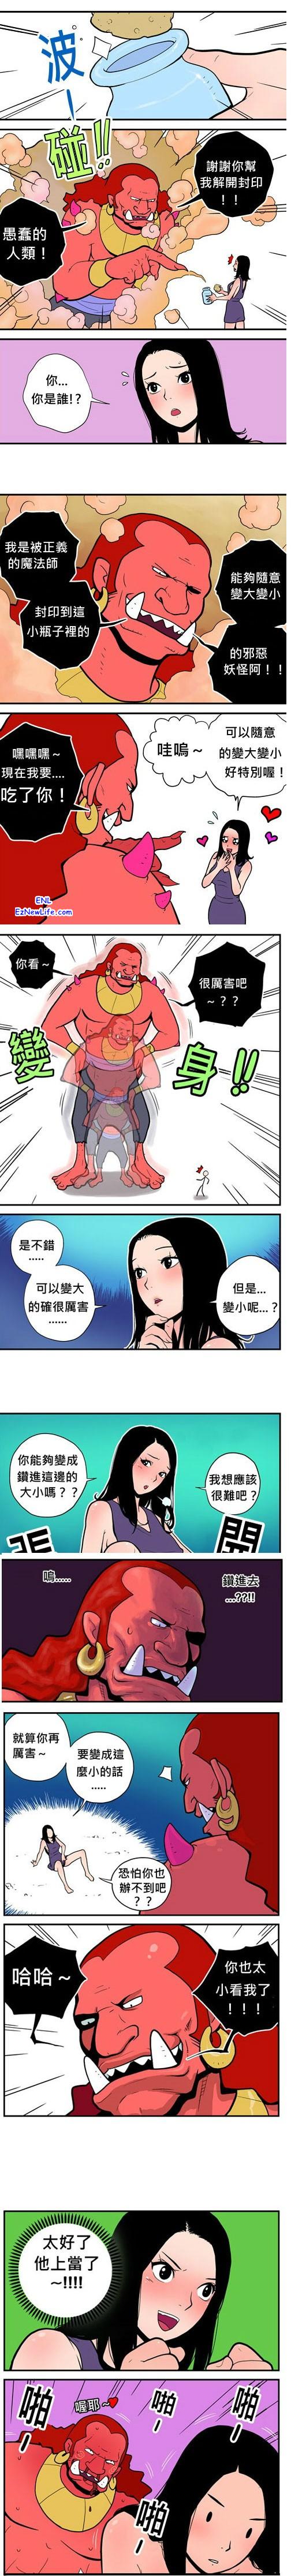 波
！
碰！！
謝謝你幫
我解開封印
！！
愚蠢的
人類！
你...
你是誰!?
我是被正義
的魔法師
封印到這
小瓶子裡的
能夠隨意
變大變小
的邪惡
妖怪阿！！
嘿嘿嘿~
現在我要....
吃了你！
哇嗚~
可以隨意
的變大變小
好特別喔！
ENL
EzNewLife.com
你看~
很厲害吧
~？？
變
身!!
是不錯
.....
可以變大
的確很厲害
......
但是...
變小呢...？
你能夠變成
鑽進這邊的
大小嗎？？
我想應該
很難吧？
張
開
嗚.....
鑽進去
...??!!
就算你再
厲害~
要變成這
麼小的話
.....
恐怕你也
辦不到吧
？？
哈哈~
你也太
小看我了
！！！
太好了
他上當了
~!!!!
喔耶~♥
啪
啪
啪
啪